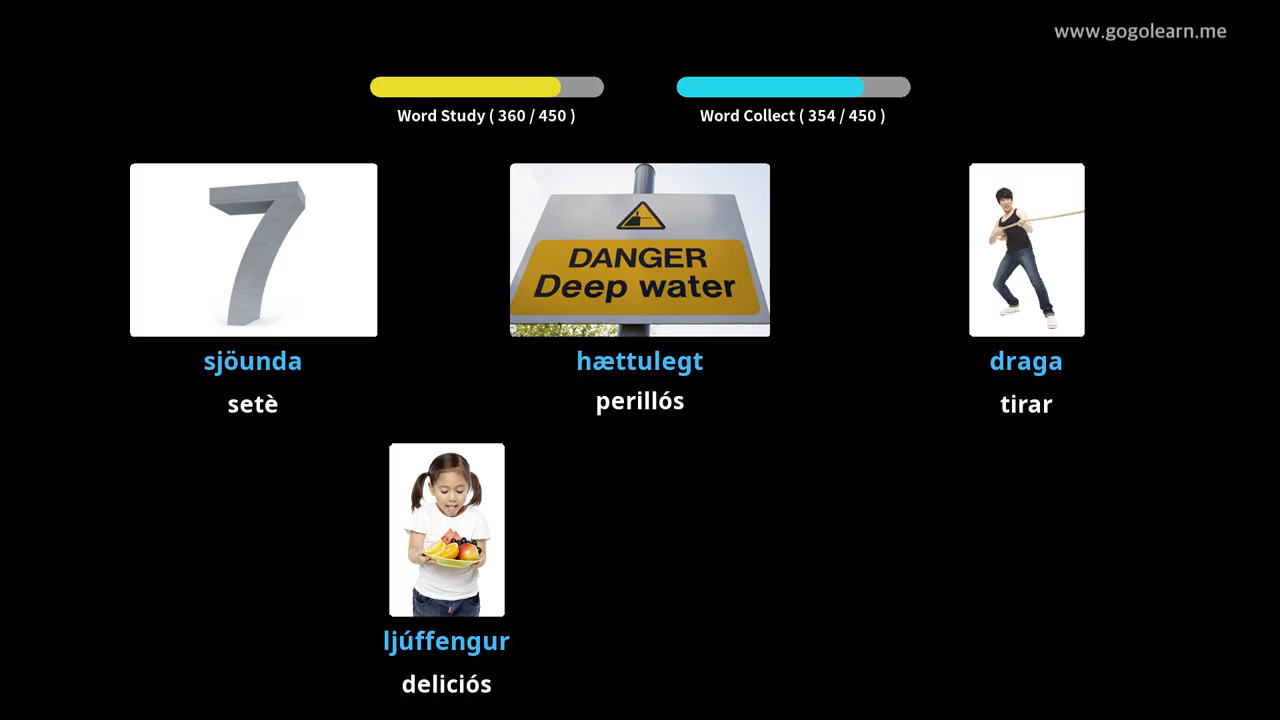 www.gogolearn.me
Word Study ( 360 / 450 )
Word Collect ( 354 / 450 )
7
DANGER
Deep water
sjöunda
hættulegt
draga
setè
perillós
tirar
ljúffengur
deliciós